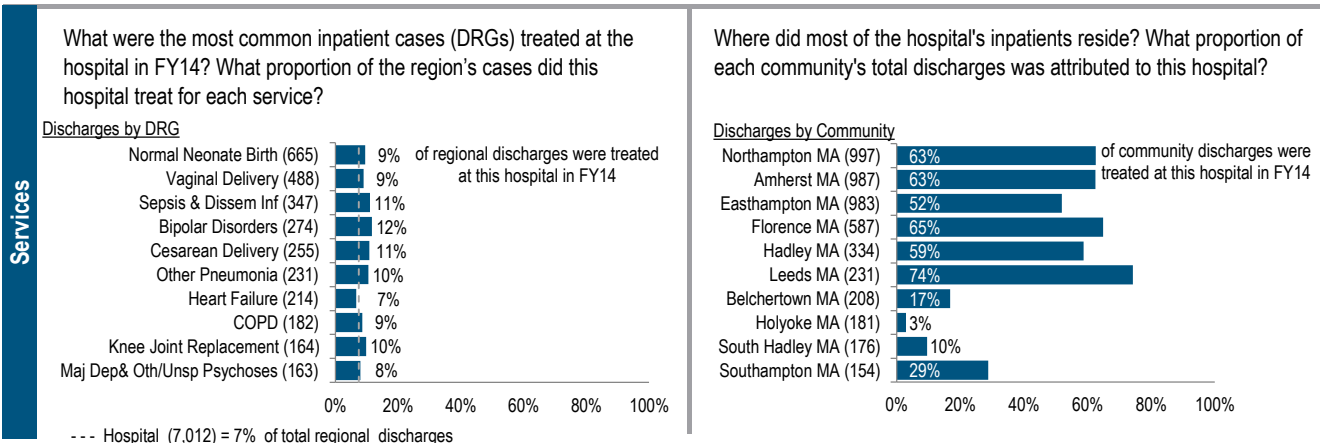 Services
What were the most common inpatient cases (DRGs) treated at the
hospital in FY14? What proportion of the region's cases did this
hospital treat for each service?
Discharges by DRG
Normal Neonate Birth (665) 9% of regional discharges were treated
at this hospital in FY14
Vaginal Delivery (488) 9%
Sepsis & Dissem Inf (347) 11%
Bipolar Disorders (274) 12%
Cesarean Delivery (255) 11%
Other Pneumonia (231) 10%
Heart Failure (214) 7%
COPD (182) 9%
Knee Joint Replacement (164) 10%
Maj Dep& Oth/Unsp Psychoses (163) 8%
0% 20% 40% 60% 80% 100%
--- Hospital (7,012) = 7% of total regional discharges
Where did most of the hospital's inpatients reside? What proportion of
each community's total discharges was attributed to this hospital?
Discharges by Community
Northampton MA (997) 63% of community discharges were
treated at this hospital in FY14
Amherst MA (987) 63%
Easthampton MA (983) 52%
Florence MA (587) 65%
Hadley MA (334) 59%
Leeds MA (231) 74%
Belchertown MA (208) 17%
Holyoke MA (181) 3%
South Hadley MA (176) 10%
Southampton MA (154) 29%
0% 20% 40% 60% 80% 100%